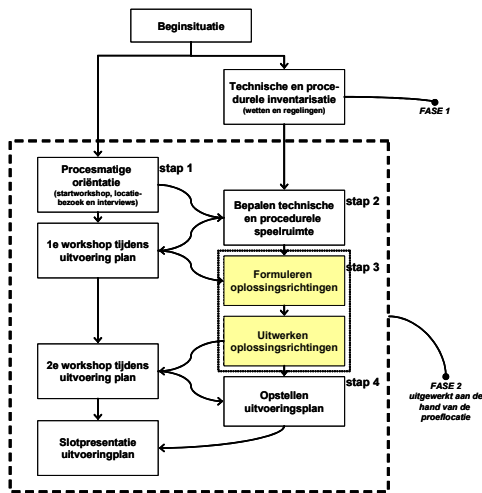 Beginsituatie
Technische en proce-
durele inventarisatie
(wetten en regelingen)
FASE 1
Procesmatige
oriëntatie
(startworkshop, locatie-
bezoek en interviews)
stap 1
Bepalen technische
en procedurele
speelruimte
stap 2
1e workshop tijdens
uitvoering plan
Formuleren
oplossingsrichtingen
stap 3
Uitwerken
oplossingsrichtingen
2e workshop tijdens
uitvoering plan
Opstellen
uitvoeringsplan
stap 4
FASE 2
uitgewerkt aan de
hand van de
proeflocatie
Slotpresentatie
uitvoeringplan